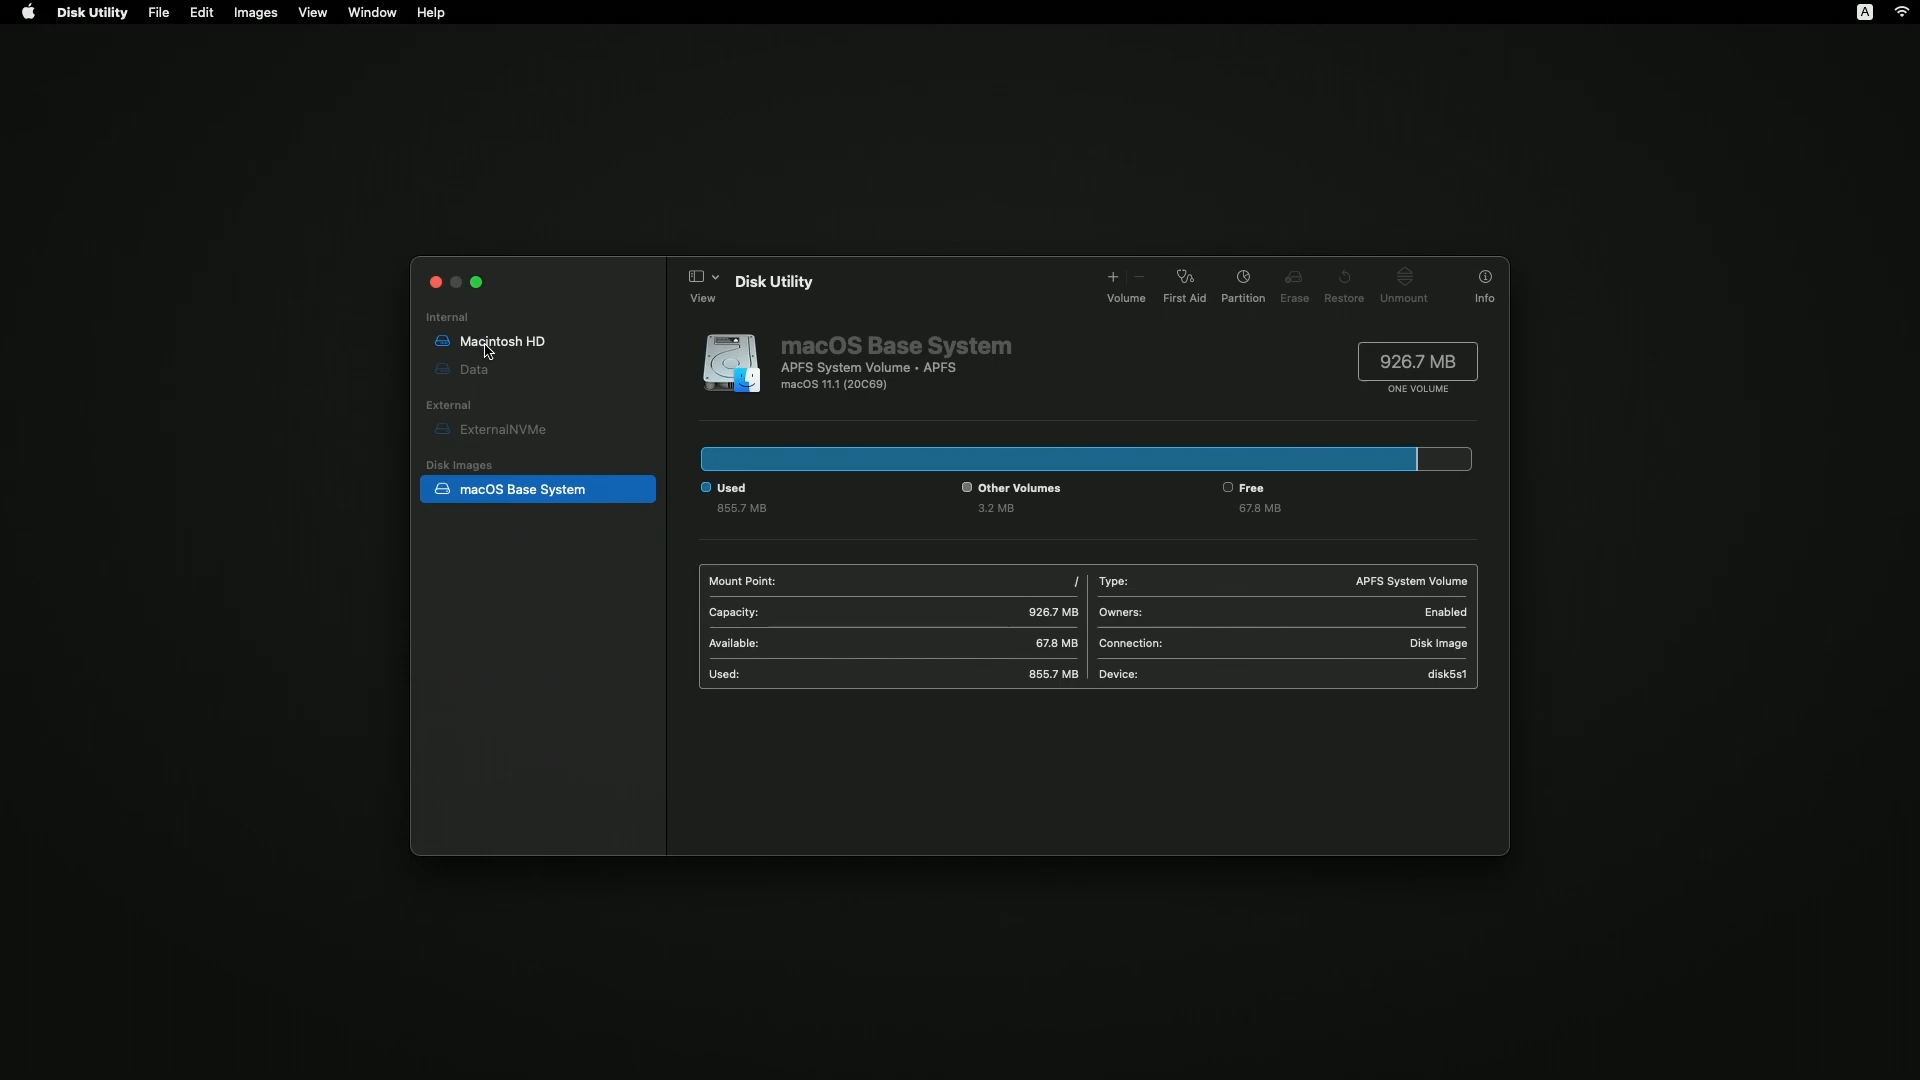 Disk Utility File Edit Images View Window Help A
Disk Utility
View
Volume First Aid Partition Erase Restore Unmount Info
Internal
Macintosh HD
Data
External
ExternalNVMe
Disk Images
macOS Base System
macOS Base System
APFS System Volume • APFS
macOS 11.1 (20C69)
926.7 MB
ONE VOLUME
Used Other Volumes Free
855.7 MB 3.2 MB 67.8 MB
Mount Point: / Type: APFS System Volume
Capacity: 926.7 MB Owners: Enabled
Available: 67.8 MB Connection: Disk Image
Used: 855.7 MB Device: disk5s1